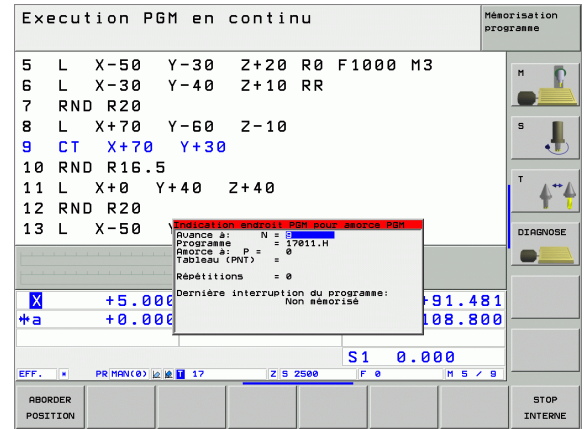 Execution PGM en continu
Mémorisation
programme
5 L X-50 Y-30 Z+20 R0 F1000 M3
6 L X-30 Y-40 Z+10 RR
7 RND R20
8 L X+70 Y-60 Z-10
9 CT X+70 Y+30
10 RND R16.5
11 L X+0 Y+40 Z+40
12 RND R20
13 L X-50
Indication endroit PGM pour amorce PGM
Avance à: N = 9
Programme = 17011.H
Amorce à: P = 0
Tableau (PNT) =
Répétitions = 0
Dernière interruption du programme:
Non mémorisé
M
S
T
DIAGNOSE
X +5.000
+91.481
a +0.000
108.800
S1 0.000
EFF. PR MAN(0) T 17 Z S 2500 F 0 M 5 / 9
ABORDER
POSITION
STOP
INTERNE